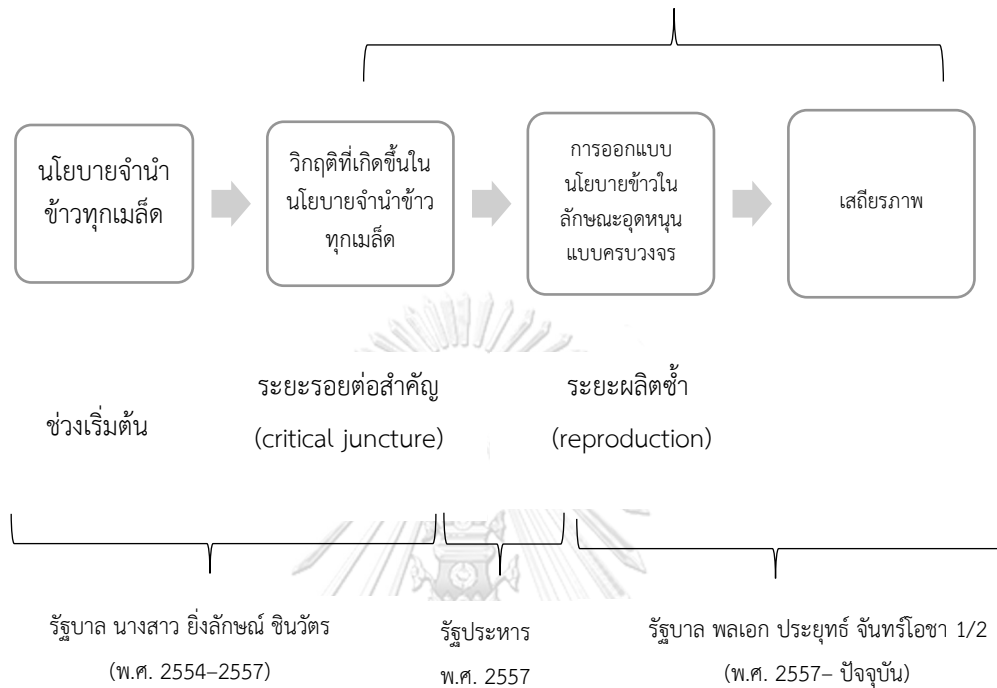 นโยบายจำนำ
ข้าวทุกเมล็ด
วิกฤติที่เกิดขึ้นใน
นโยบายจำนำข้าว
ทุกเมล็ด
การออกแบบ
นโยบายข้าวใน
ลักษณะอุดหนุน
แบบครบวงจร
เสถียรภาพ
ช่วงเริ่มต้น
ระยะรอยต่อสำคัญ
(critical juncture)
ระยะผลิตซ้ำ
(reproduction)
รัฐบาล นางสาว ยิ่งลักษณ์ ชินวัตร
(พ.ศ. 2554–2557)
รัฐประหาร
พ.ศ. 2557
รัฐบาล พลเอก ประยุทธ์ จันทร์โอชา 1/2
(พ.ศ. 2557– ปัจจุบัน)